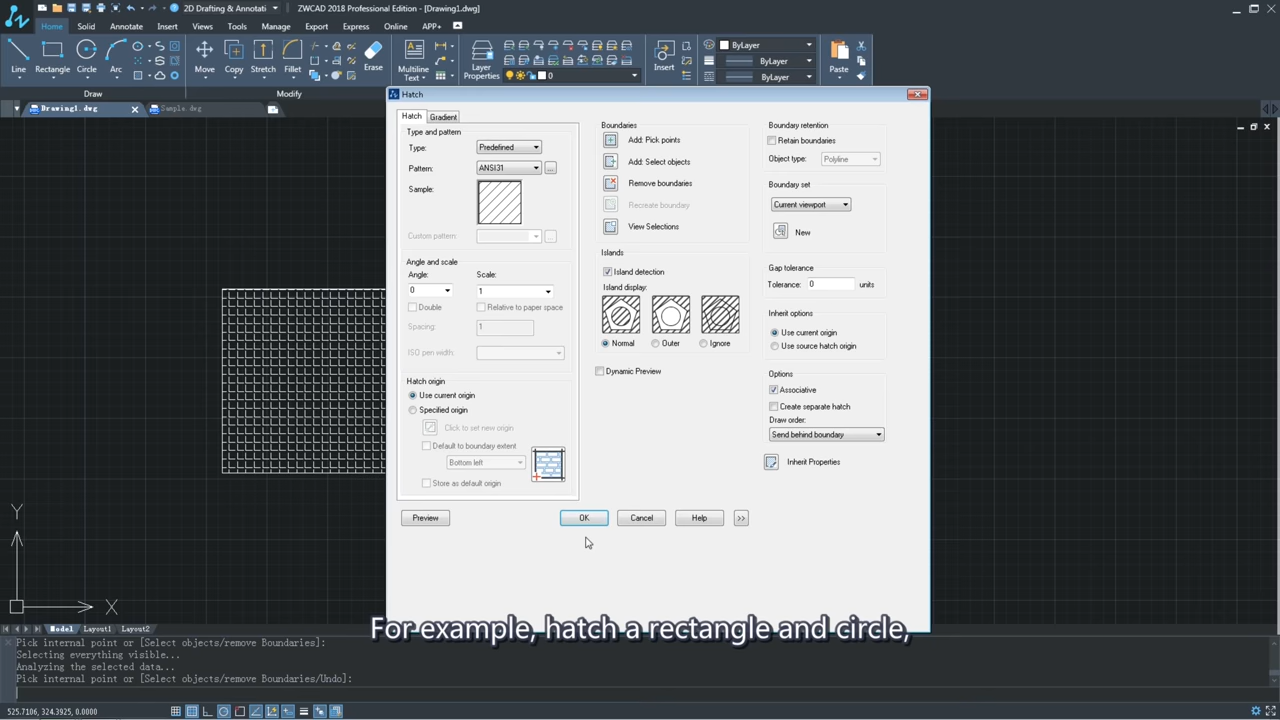 2D Drafting & Annotati
ZWCAD 2018 Professional Edition - [Drawing1.dwg]
Home Solid Annotate Insert Views Tools Manage Export Express Online APP+
Line Rectangle Circle Arc Move Copy Stretch Fillet Erase Multiline Text Layer Properties 0 Insert ByLayer ByLayer ByLayer Paste
Draw Modify
Drawing1.dwg Sampla.dwg
Hatch
Hatch Gradient
Type and pattern
Type: Predefined
Pattern: ANSI31 ...
Sample:
Custom pattern: ...
Angle and scale
Angle: Scale:
0 1
Double Relative to paper space
Spacing: 1
ISO pen width:
Hatch origin
Use current origin
Specified origin
Click to set new origin
Default to boundary extent
Bottom left
Store as default origin
Boundaries
Add: Pick points
Add: Select objects
Remove boundaries
Recreate boundary
View Selections
Islands
Island detection
Island display:
Normal Outer Ignore
Dynamic Preview
Boundary retention
Retain boundaries
Object type: Polyline
Boundary set
Current viewport
New
Gap tolerance
Tolerance: 0 units
Inherit options
Use current origin
Use source hatch origin
Options
Associative
Create separate hatch
Draw order:
Send behind boundary
Inherit Properties
Preview OK Cancel Help >>
Y
X
Model Layout1 Layout2
For example, hatch a rectangle and circle,
Pick internal point or [Select objects/remove Boundaries]:
Selecting everything visible...
Analyzing the selected data...
Pick internal point or [Select objects/remove Boundaries/Undo]:
525.7106, 324.3925, 0.0000